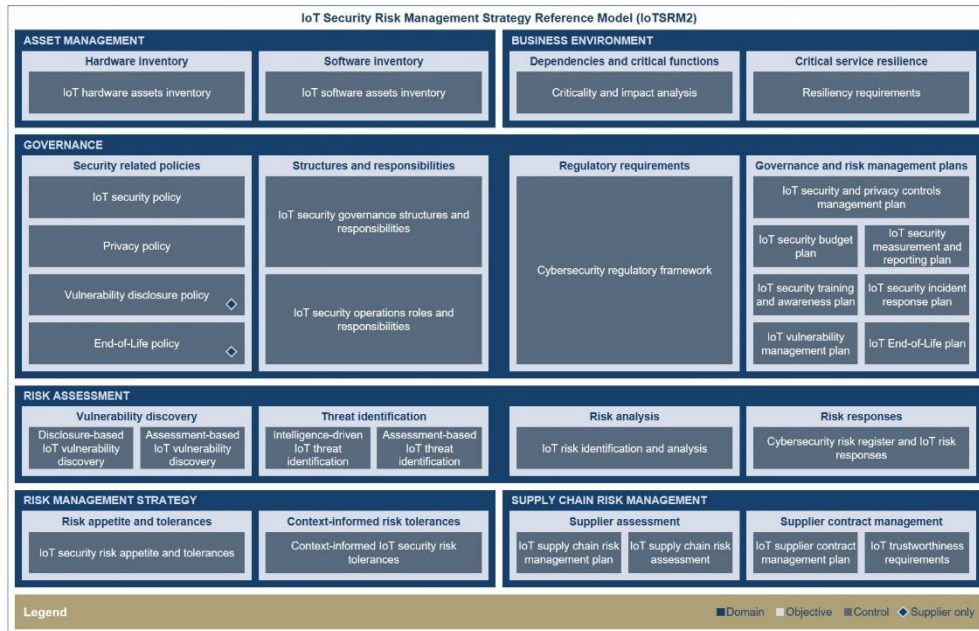 IoT Security Risk Management Strategy Reference Model (IoTSRM2)
ASSET MANAGEMENT
Hardware inventory
IoT hardware assets inventory
Software inventory
IoT software assets inventory
BUSINESS ENVIRONMENT
Dependencies and critical functions
Criticality and impact analysis
Critical service resilience
Resiliency requirements
GOVERNANCE
Security related policies
IoT security policy
Privacy policy
Vulnerability disclosure policy
End-of-Life policy
Structures and responsibilities
IoT security governance structures and
responsibilities
IoT security operations roles and
responsibilities
Regulatory requirements
Cybersecurity regulatory framework
Governance and risk management plans
IoT security and privacy controls
management plan
IoT security budget
plan
IoT security
measurement and
reporting plan
IoT security training
and awareness plan
IoT security incident
response plan
IoT vulnerability
management plan
IoT End-of-Life plan
RISK ASSESSMENT
Vulnerability discovery
Disclosure-based
IoT vulnerability
discovery
Assessment-based
IoT vulnerability
discovery
Threat identification
Intelligence-driven
IoT threat
identification
Assessment-based
IoT threat
identification
Risk analysis
IoT risk identification and analysis
Risk responses
Cybersecurity risk register and IoT risk
responses
RISK MANAGEMENT STRATEGY
Risk appetite and tolerances
IoT security risk appetite and tolerances
Context-informed risk tolerances
Context-informed IoT security risk
tolerances
SUPPLY CHAIN RISK MANAGEMENT
Supplier assessment
IoT supply chain risk
management plan
IoT supply chain risk
assessment
Supplier contract management
IoT supplier contract
management plan
IoT trustworthiness
requirements
Legend
Domain Objective Control Supplier only